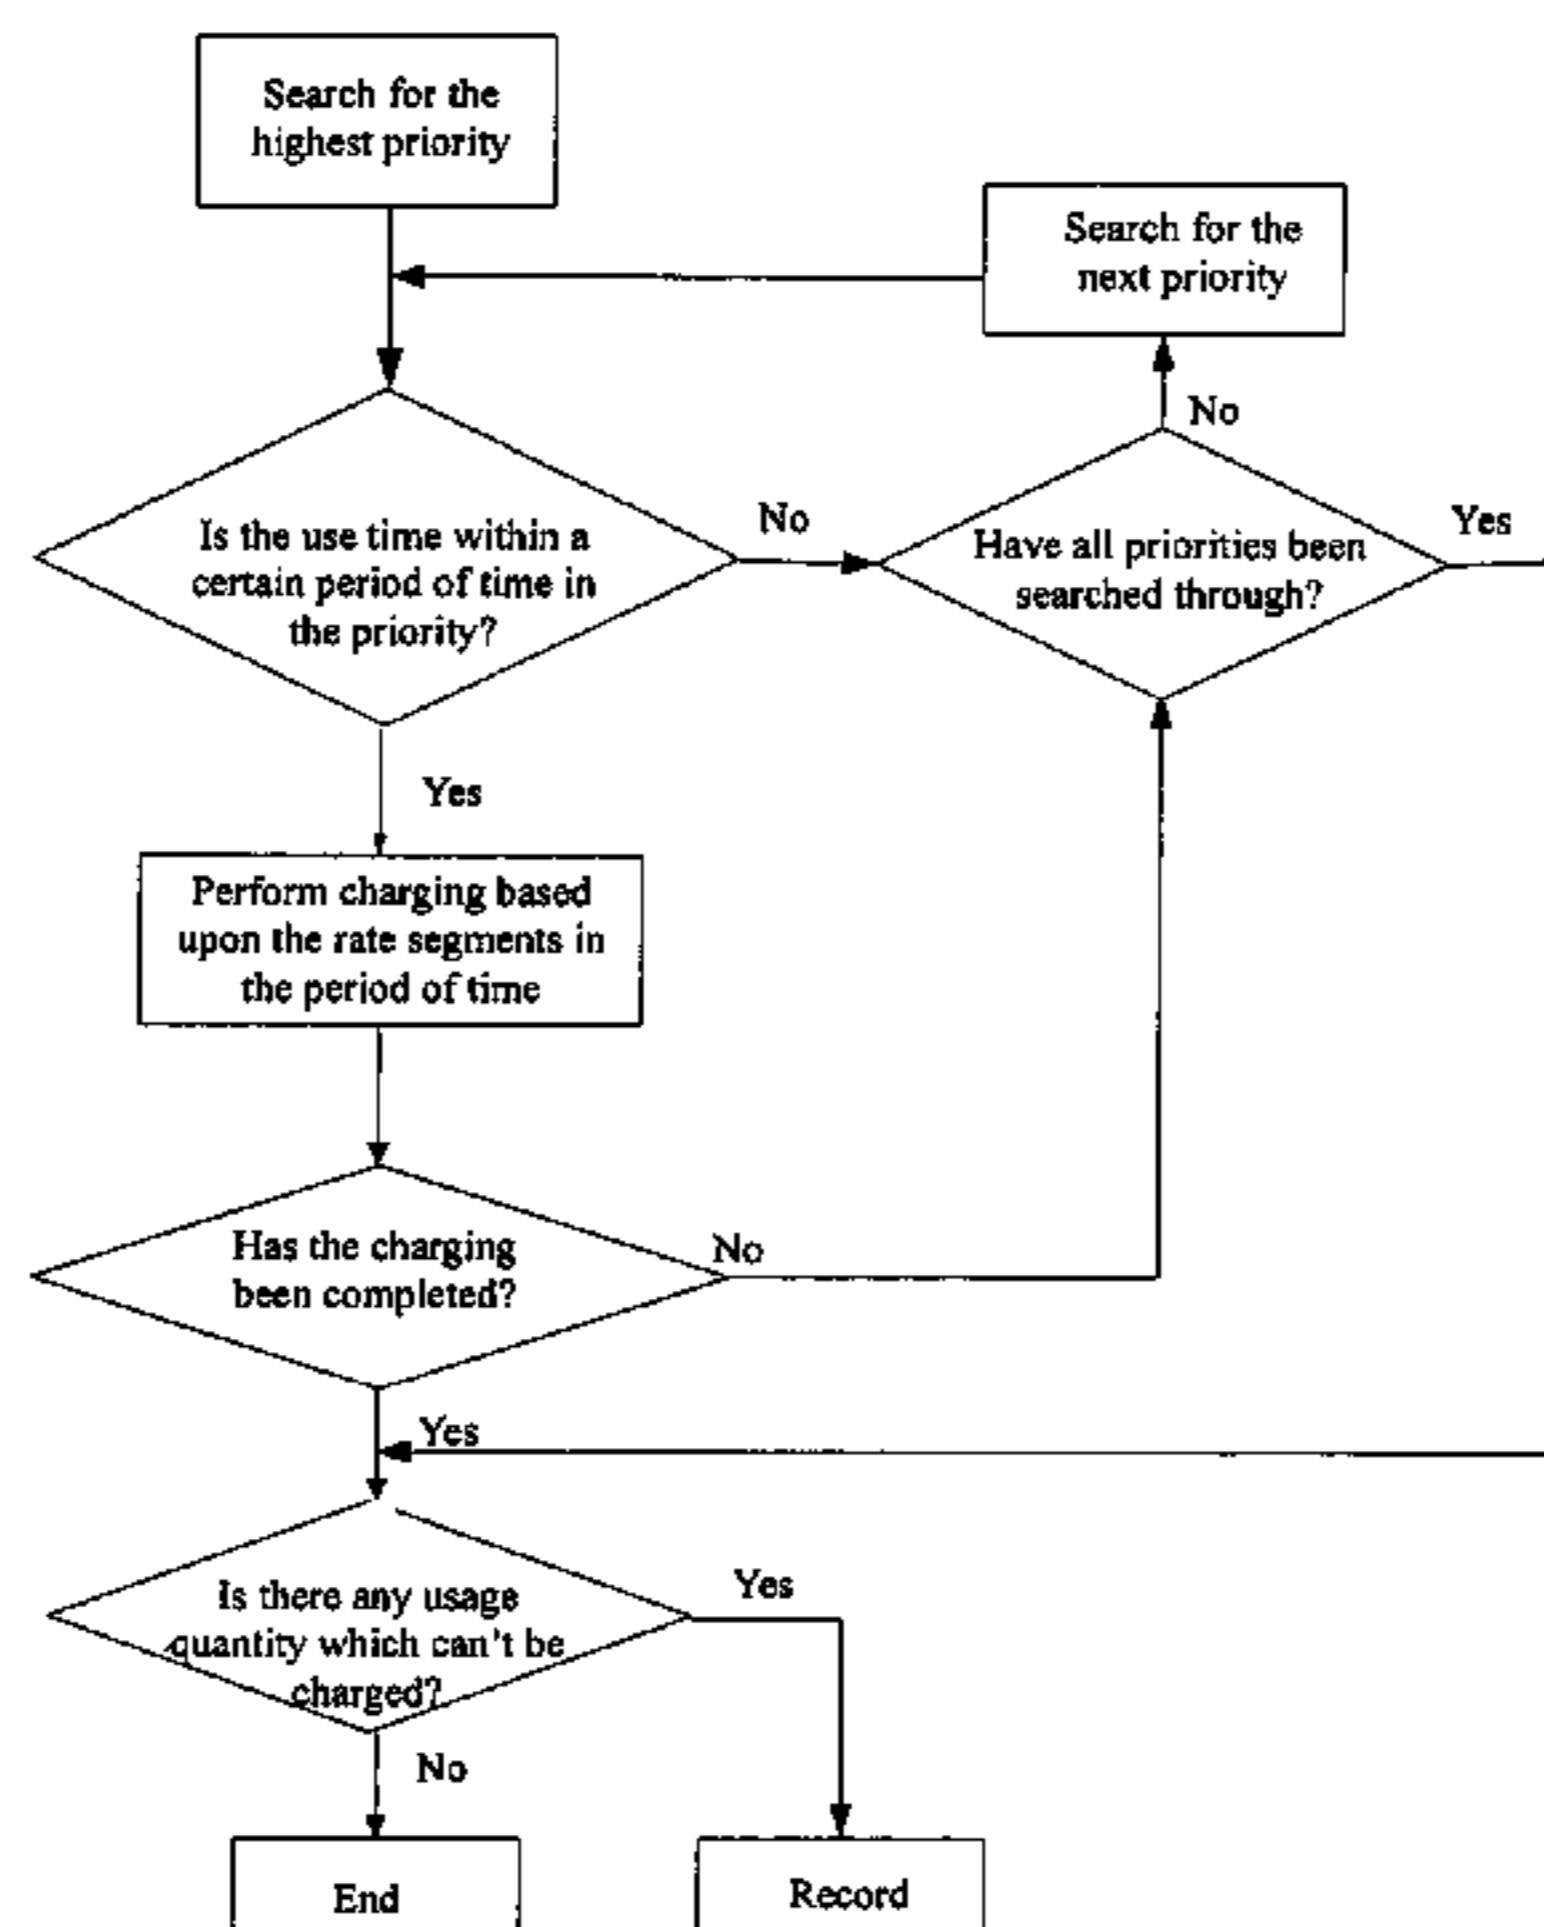 Search for the
highest priority
Search for the
next priority
No
Is the use time within a
certain period of time in
the priority?
No
Have all priorities been
searched through?
Yes
Yes
Perform charging based
upon the rate segments in
the period of time
Has the charging
been completed?
No
Yes
Is there any usage
quantity which can't be
charged?
Yes
No
End
Record